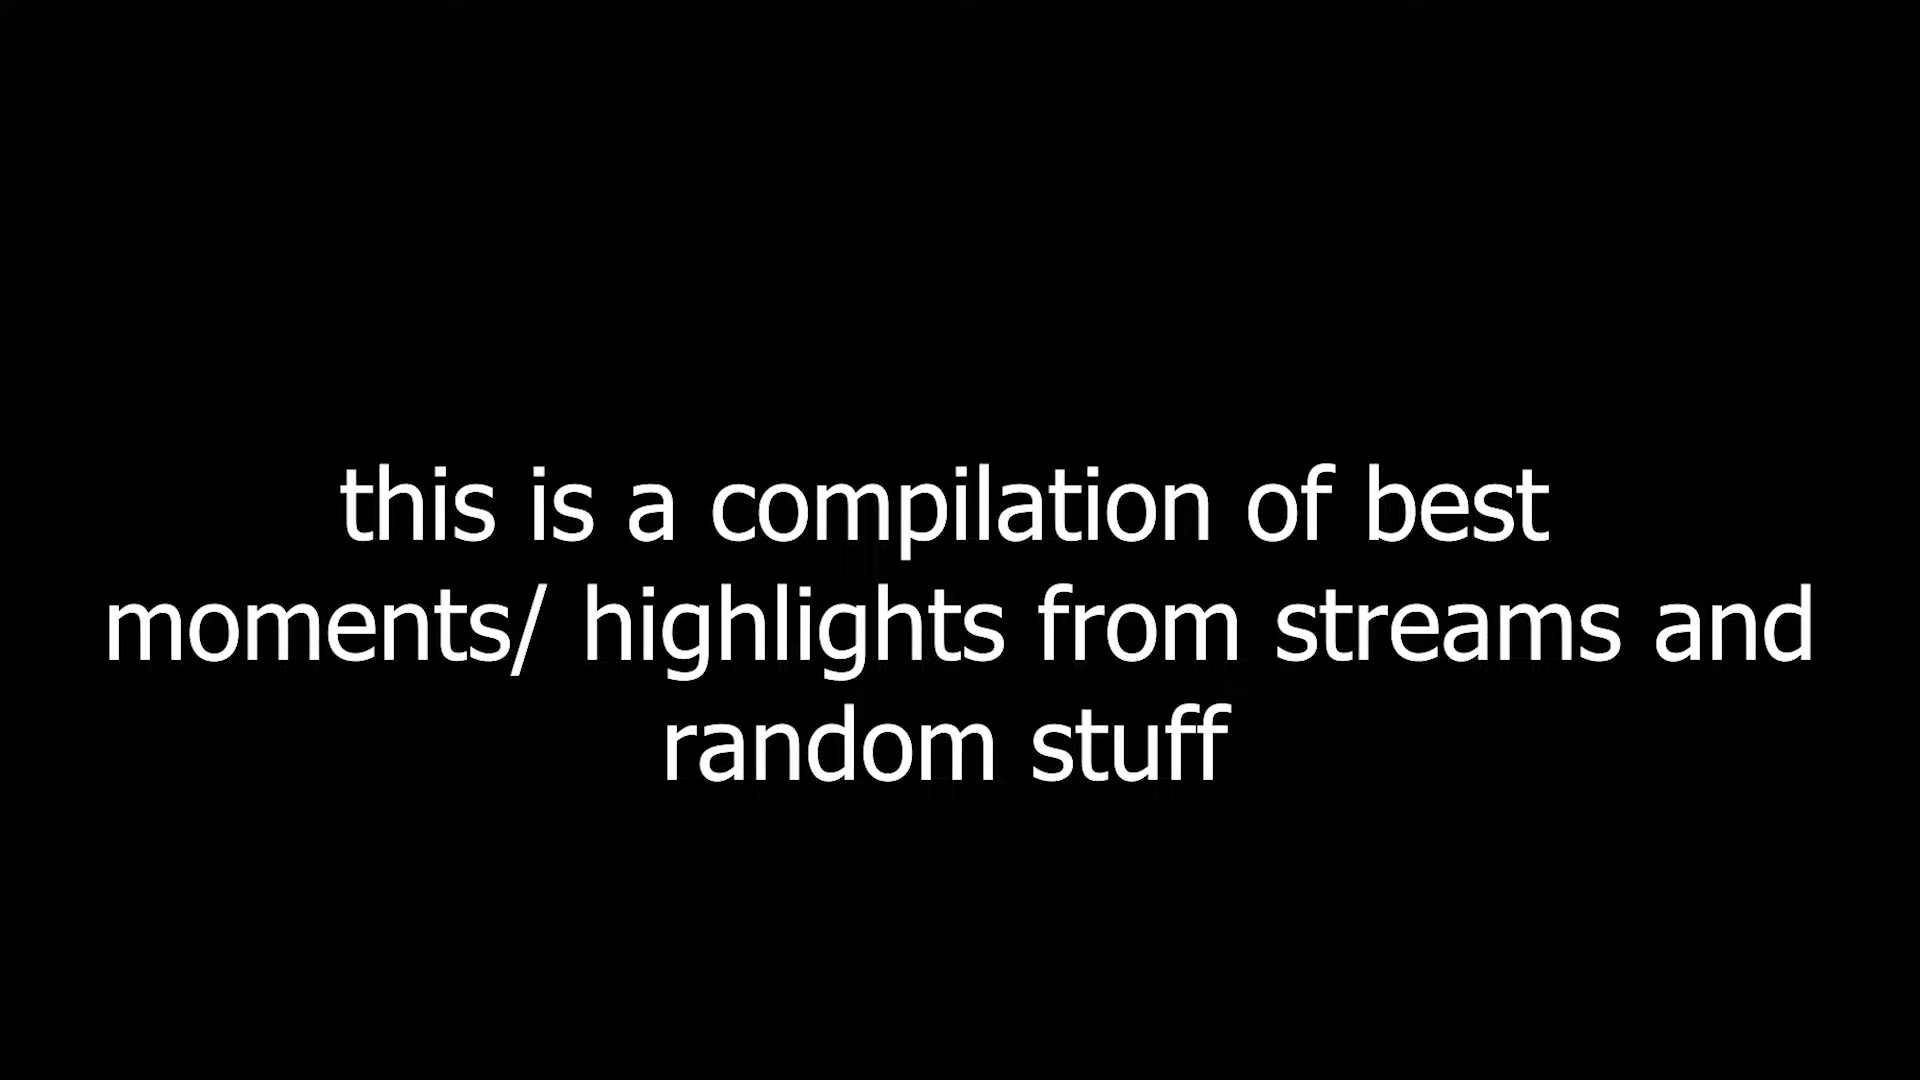 this is a compilation of best
moments/ highlights from streams and
random stuff